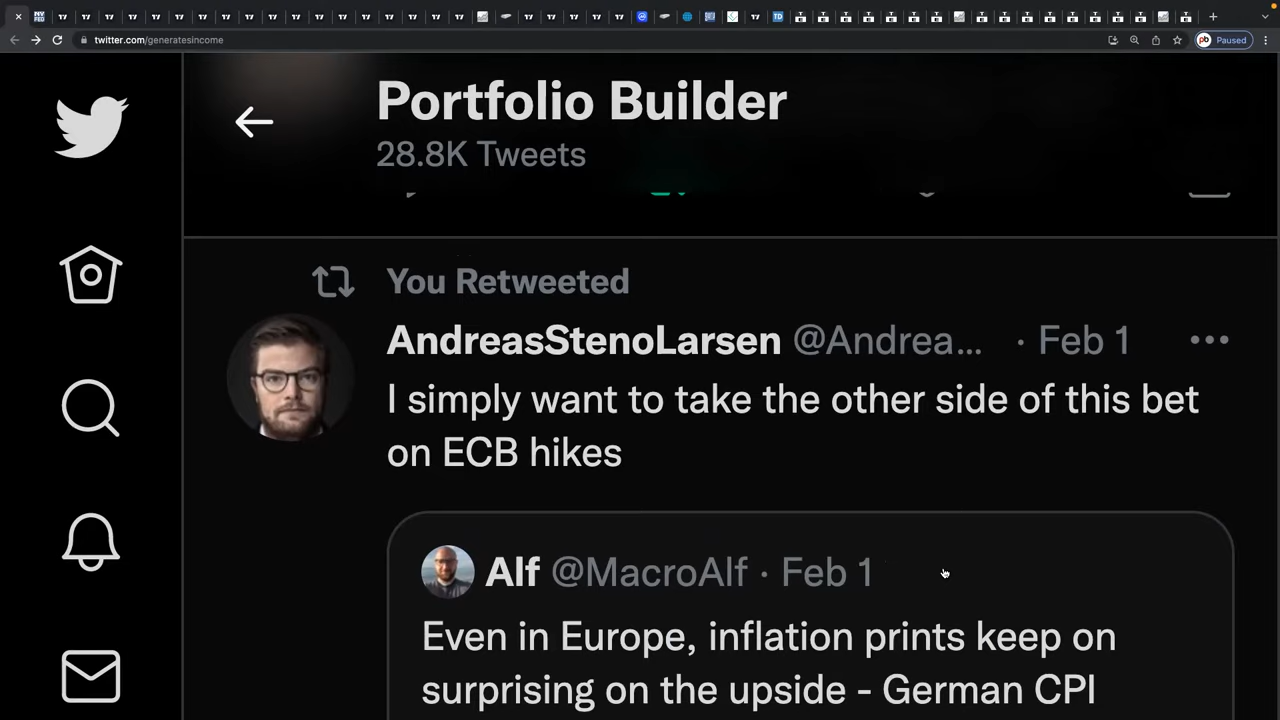 twitter.com/generatesincome
Paused
Portfolio Builder
28.8K Tweets
You Retweeted
AndreasStenoLarsen @Andrea... · Feb 1
I simply want to take the other side of this bet
on ECB hikes
Alf @MacroAlf · Feb 1
Even in Europe, inflation prints keep on
surprising on the upside - German CPI